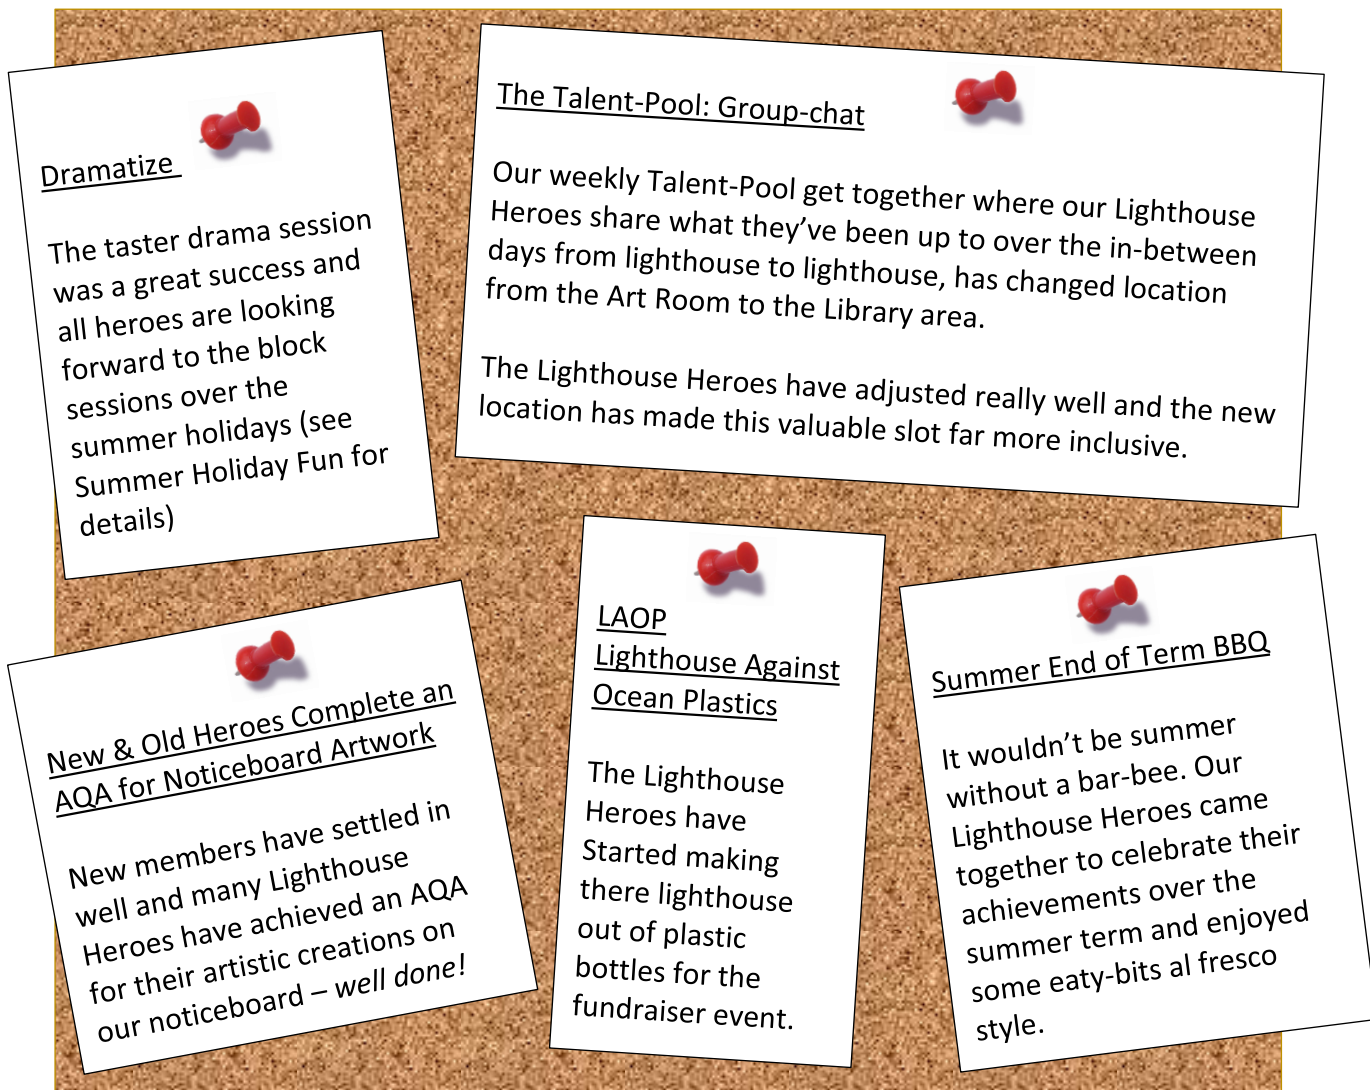 Dramatize
The taster drama session
was a great success and
all heroes are looking
forward to the block
sessions over the
summer holidays (see
Summer Holiday Fun for
details)
The Talent-Pool: Group-chat
Our weekly Talent-Pool get together where our Lighthouse
Heroes share what they’ve been up to over the in-between
days from lighthouse to lighthouse, has changed location
from the Art Room to the Library area.
The Lighthouse Heroes have adjusted really well and the new
location has made this valuable slot far more inclusive.
New & Old Heroes Complete an
AQA for Noticeboard Artwork
New members have settled in
well and many Lighthouse
Heroes have achieved an AQA
for their artistic creations on
our noticeboard – well done!
LAOP
Lighthouse Against
Ocean Plastics
The Lighthouse
Heroes have
Started making
there lighthouse
out of plastic
bottles for the
fundraiser event.
Summer End of Term BBQ
It wouldn’t be summer
without a bar-bee. Our
Lighthouse Heroes came
together to celebrate their
achievements over the
summer term and enjoyed
some eaty-bits al fresco
style.